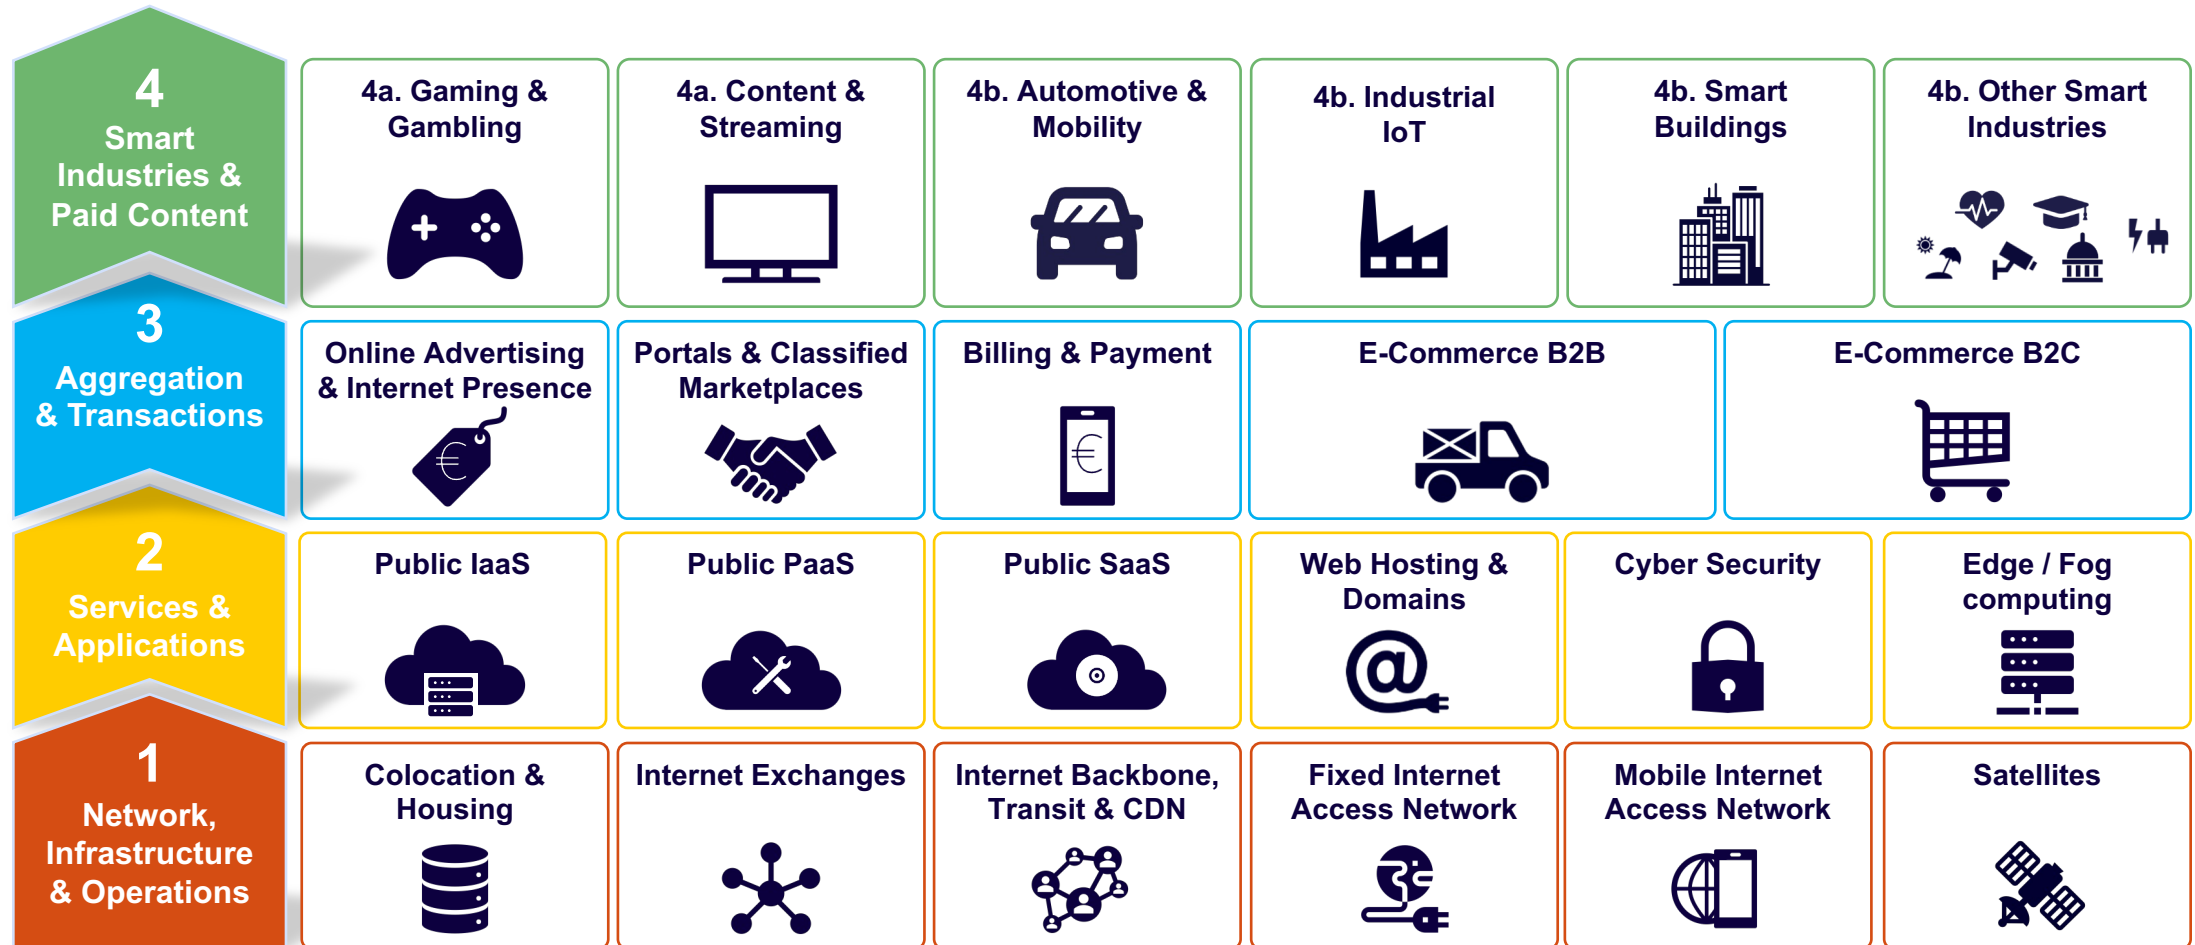 4
Smart
Industries &
Paid Content
4a. Gaming &
Gambling
4a. Content &
Streaming
4b. Automotive &
Mobility
4b. Industrial
IoT
4b. Smart
Buildings
4b. Other Smart
Industries
3
Aggregation
& Transactions
Online Advertising
& Internet Presence
€
Portals & Classified
Marketplaces
Billing & Payment
€
E-Commerce B2B
E-Commerce B2C
2
Services &
Applications
Public IaaS
Public PaaS
Public SaaS
Web Hosting &
Domains
@
Cyber Security
Edge / Fog
computing
1
Network,
Infrastructure
& Operations
Colocation &
Housing
Internet Exchanges
Internet Backbone,
Transit & CDN
Fixed Internet
Access Network
Mobile Internet
Access Network
Satellites